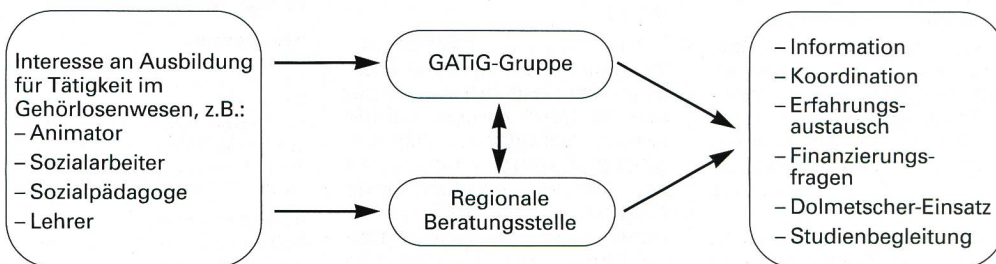 Interesse an Ausbildung
für Tätigkeit im
Gehörlosenwesen, z.B.:
– Animator
– Sozialarbeiter
– Sozialpädagoge
– Lehrer
GATiG-Gruppe
Regionale
Beratungsstelle
– Information
– Koordination
– Erfahrungs-
austausch
– Finanzierungs-
fragen
– Dolmetscher-Einsatz
– Studienbegleitung